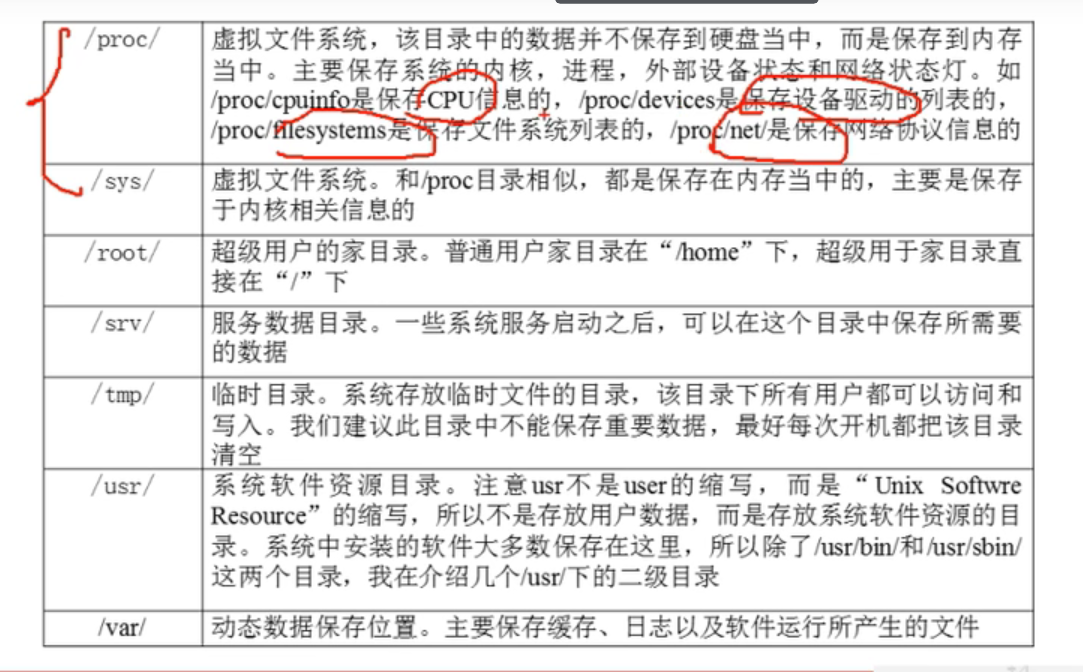 /proc/
虚拟文件系统，该目录中的数据并不保存到硬盘当中，而是保存到内存
当中。主要保存系统的内核，进程，外部设备状态和网络状态灯。如
/proc/cpuinfo是保存CPU信息的，/proc/devices是保存设备驱动的列表的，
/proc/filesystems是保存文件系统列表的，/proc/net/是保存网络协议信息的
/sys/
虚拟文件系统。和/proc目录相似，都是保存在内存当中的，主要是保存
于内核相关信息的
/root/
超级用户的家目录。普通用户家目录在“/home”下，超级用于家目录直
接在“/”下
/srv/
服务数据目录。一些系统服务启动之后，可以在这个目录中保存所需要
的数据
/tmp/
临时目录。系统存放临时文件的目录，该目录下所有用户都可以访问和
写入。我们建议此目录中不能保存重要数据，最好每次开机都把该目录
清空
/usr/
系统软件资源目录。注意usr不是user的缩写，而是“Unix Softwre
Resource”的缩写，所以不是存放用户数据，而是存放系统软件资源的目
录。系统中安装的软件大多数保存在这里，所以除了/usr/bin/和/usr/sbin/
这两个目录，我在介绍几个/usr/下的二级目录
/var/
动态数据保存位置。主要保存缓存、日志以及软件运行所产生的文件